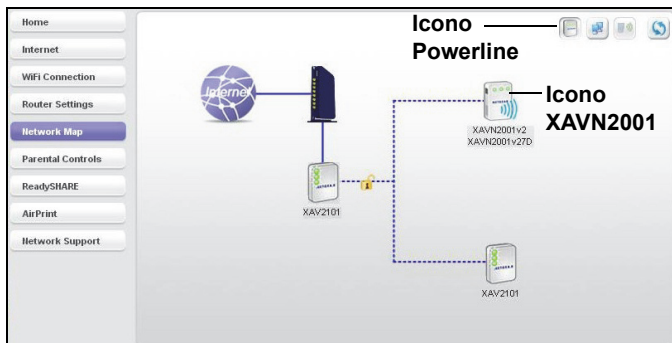 Home
Internet
WiFi Connection
Router Settings
Network Map
Parental Controls
ReadySHARE
AirPrint
Network Support
Icono
Powerline
Internet
Icono
XAVN2001
XAVN2001v2
XAVN2001v27D
XAV2101
XAV2101